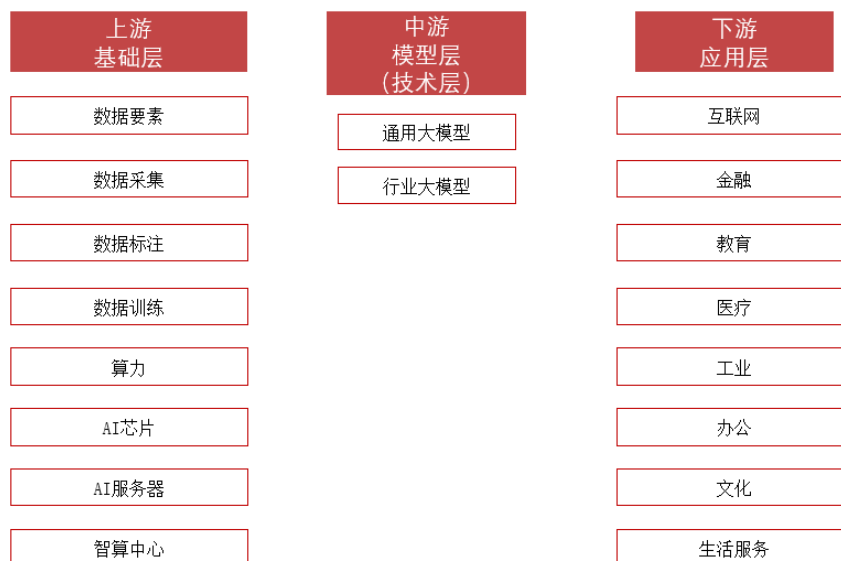 上游
基础层
数据要素
数据采集
数据标注
数据训练
算力
AI芯片
AI服务器
智算中心
中游
模型层
（技术层）
通用大模型
行业大模型
下游
应用层
互联网
金融
教育
医疗
工业
办公
文化
生活服务